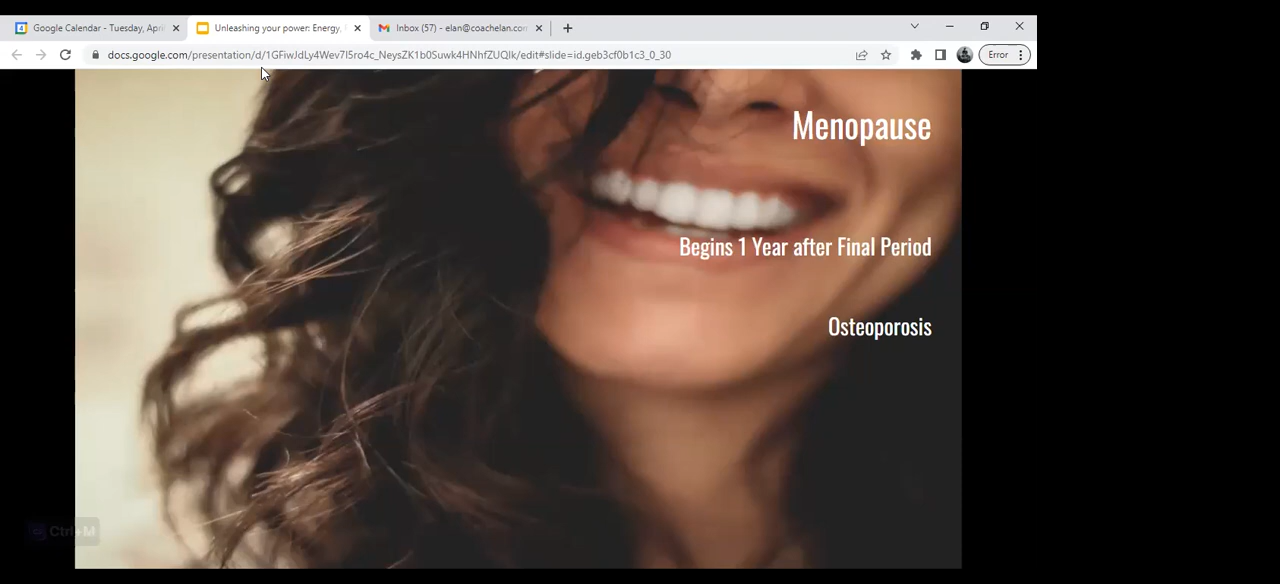 Google Calendar - Tuesday, Apri
Unleashing your power: Energy,
Inbox (57) - elan@coachelan.com
docs.google.com/presentation/d/1GFiwJdLy4Wev7I5ro4c_NeysZK1b0Suwk4HNhfZUQlk/edit#slide=id.geb3cf0b1c3_0_30
Error
Menopause
Begins 1 Year after Final Period
Osteoporosis
Ctrl+M